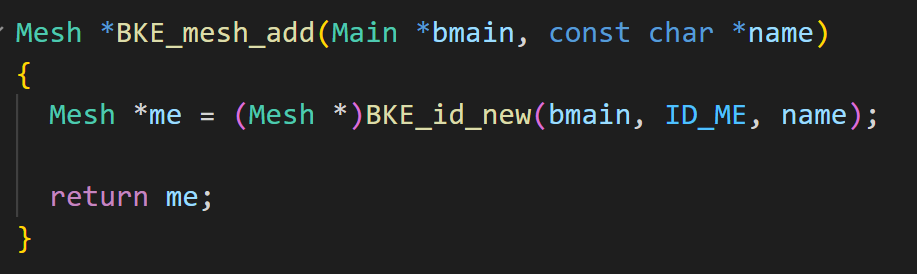 Mesh *BKE_mesh_add(Main *bmain, const char *name)
{
  Mesh *me = (Mesh *)BKE_id_new(bmain, ID_ME, name);

  return me;
}